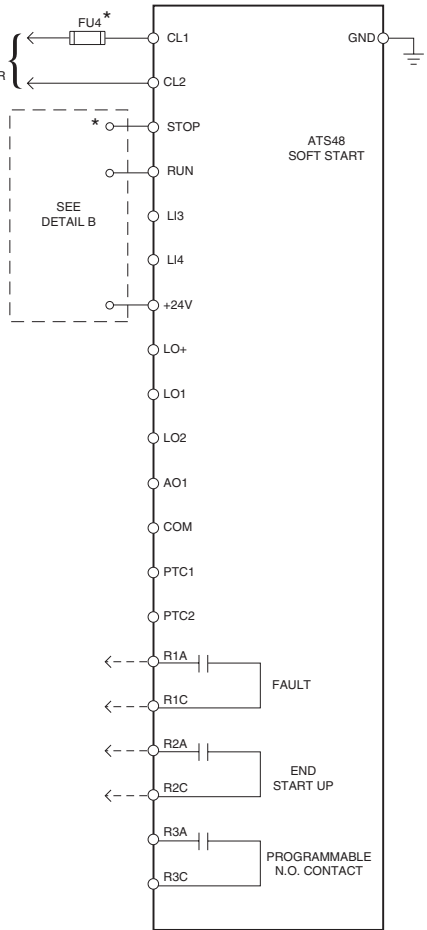 FU4*
CL1
GND
R
CL2
* STOP
ATS48
SOFT START
RUN
SEE
DETAIL B
LI3
LI4
+24V
LO+
LO1
LO2
AO1
COM
PTC1
PTC2
R1A
FAULT
R1C
R2A
END
START UP
R2C
R3A
PROGRAMMABLE
N.O. CONTACT
R3C